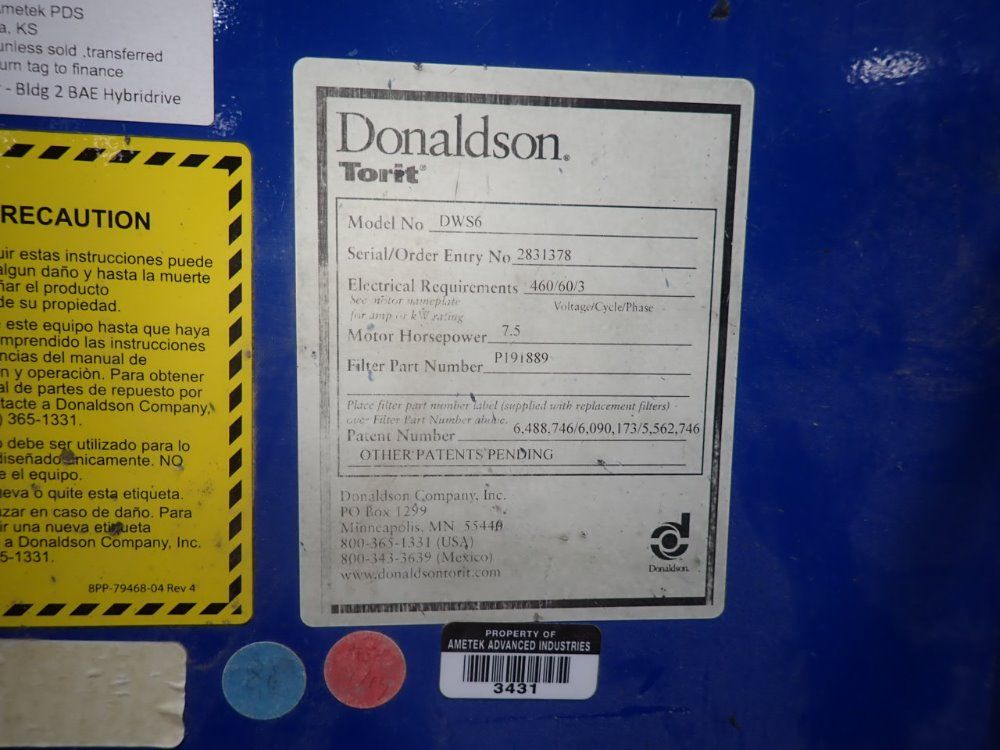 Ametek PDS
a, KS
unless sold ,transferred
urn tag to finance
- Bldg 2 BAE Hybridrive
RECAUTION
uir estas instrucciones puede
algun daño y hasta la muerte
ñar el producto
de su propiedad.
este equipo hasta que haya
mprendido las instrucciones
ncias del manual de
n y operaciòn. Para obtener
al de partes de repuesto por
tacte a Donaldson Company,
) 365-1331.
o debe ser utilizado para lo
diseñado unicamente. NO
e el equipo.
eva o quite esta etiqueta.
azar en caso de daño. Para
ir una nueva etiqueta
a Donaldson Company, Inc.
5-1331.
8PP-79468-04 Rev 4
Donaldson.
Torit®
Model No DWS6
Serial/Order Entry No 2831378
Electrical Requirements 460/60/3
See motor nameplate Voltage/Cycle/Phase
for amp or kW rating
Motor Horsepower 7.5
Filter Part Number P191889
Place filter part number label (supplied with replacement filters)
over Filter Part Number above.
Patent Number 6,488,746/6,090,173/5,562,746
OTHER PATENTS PENDING
Donaldson Company, Inc.
PO Box 1299
Minneapolis, MN 55440
800-365-1331 (USA)
800-343-3639 (Mexico)
www.donaldsontorit.com
Donaldson.
PROPERTY OF
AMETEK ADVANCED INDUSTRIES
3431